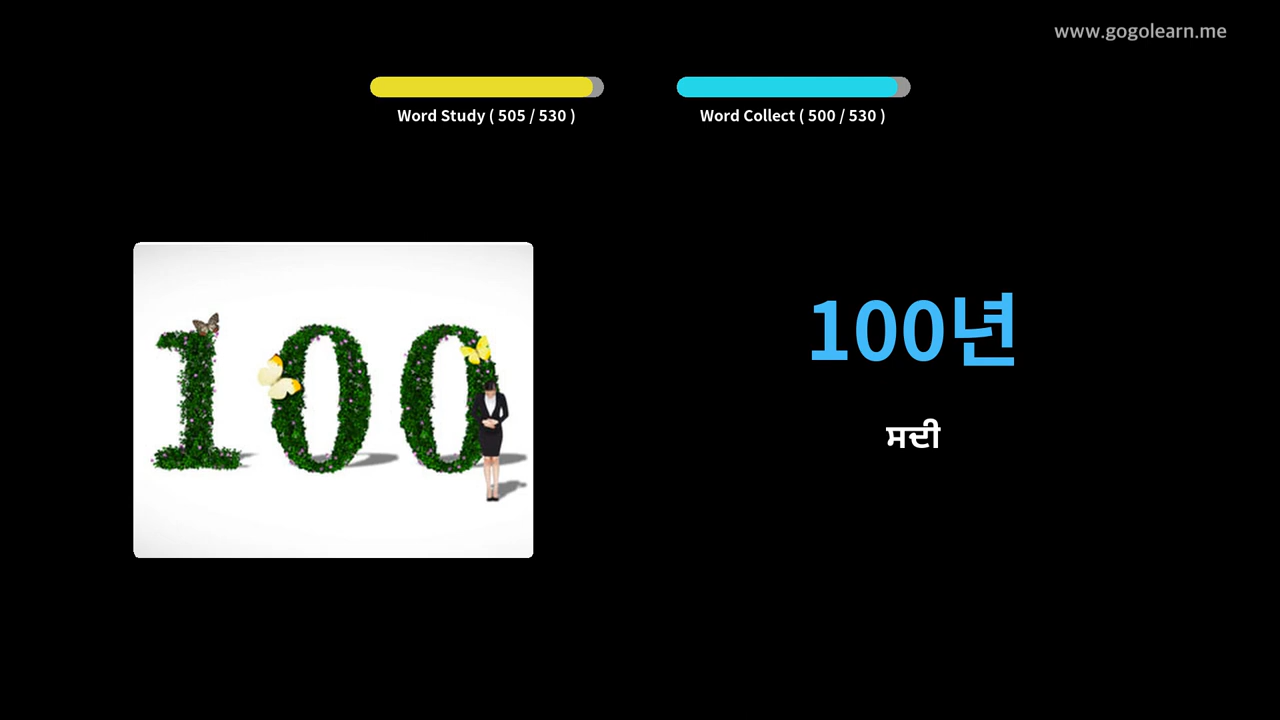 www.gogolearn.me
Word Study ( 505 / 530 )
Word Collect ( 500 / 530 )
100
100년
ਸਦੀ